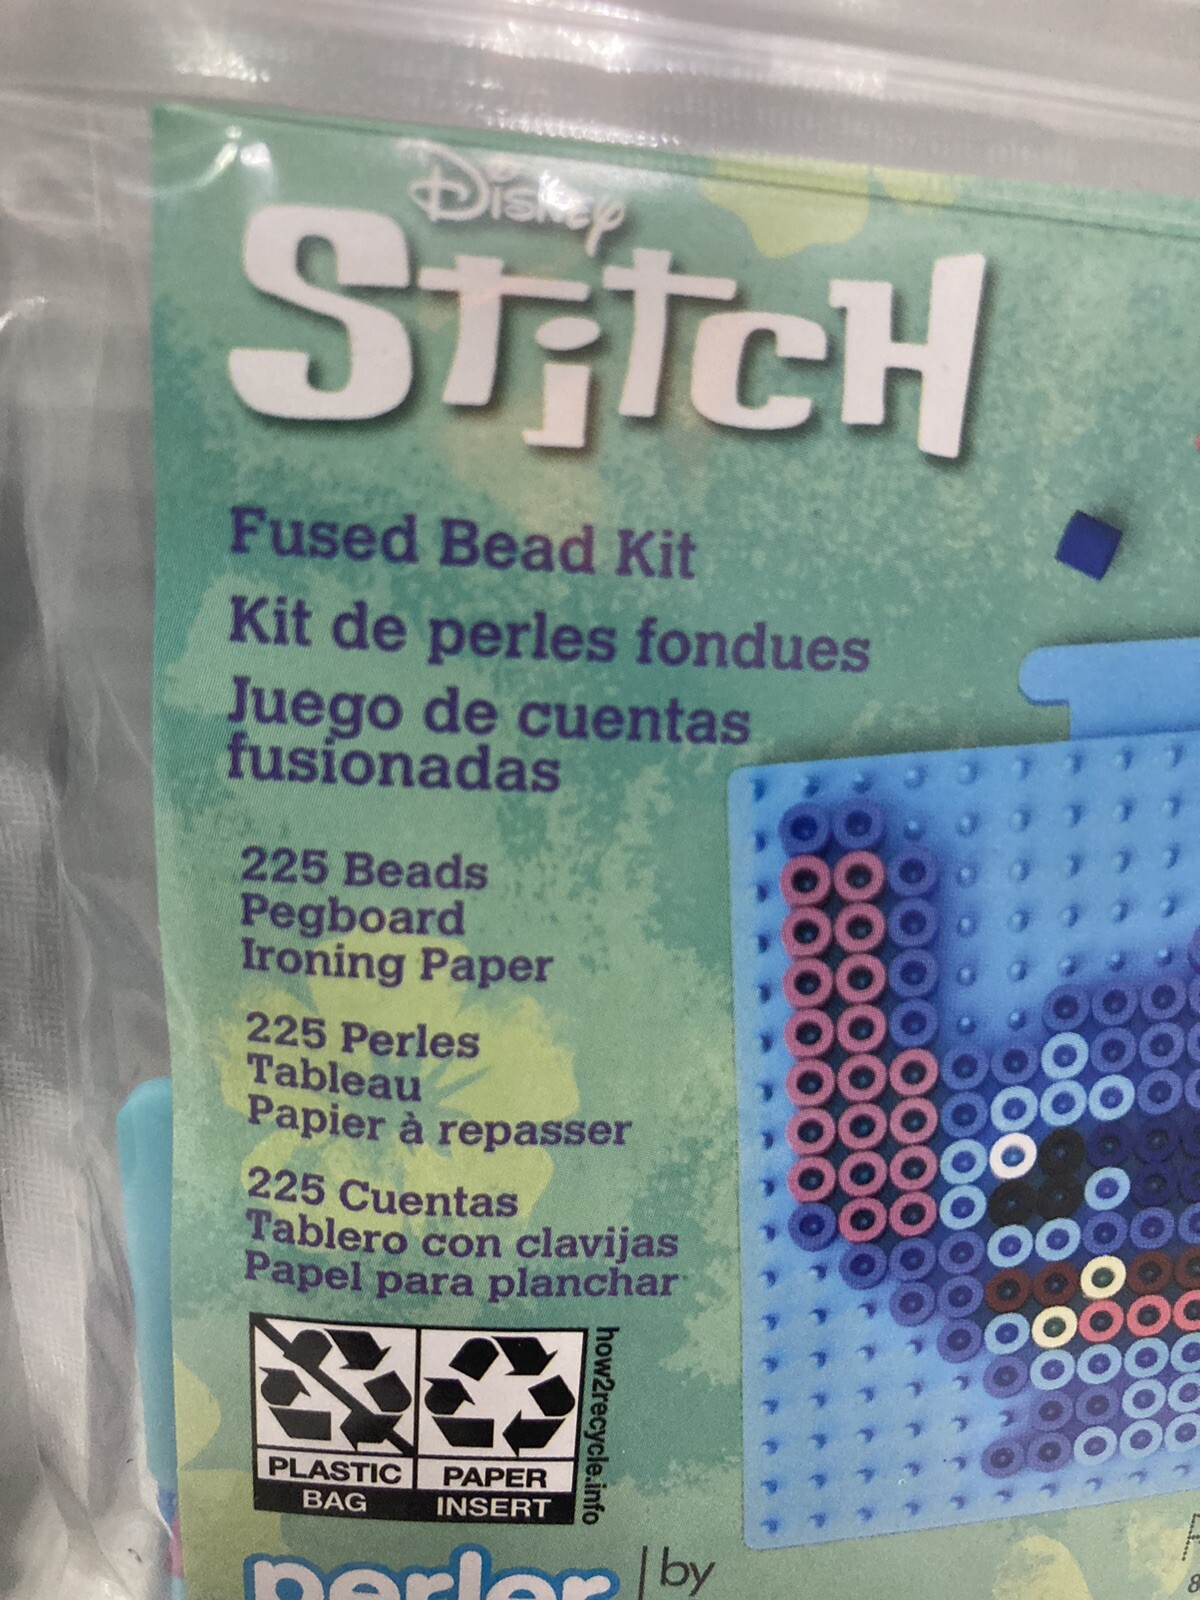 Disney
Stitch
Fused Bead Kit
Kit de perles fondues
Juego de cuentas
fusionadas
225 Beads
Pegboard
Ironing Paper
225 Perles
Tableau
Papier à repasser
225 Cuentas
Tablero con clavijas
Papel para planchar
PLASTIC
BAG
PAPER
INSERT
how2recycle.info
perler | by
8